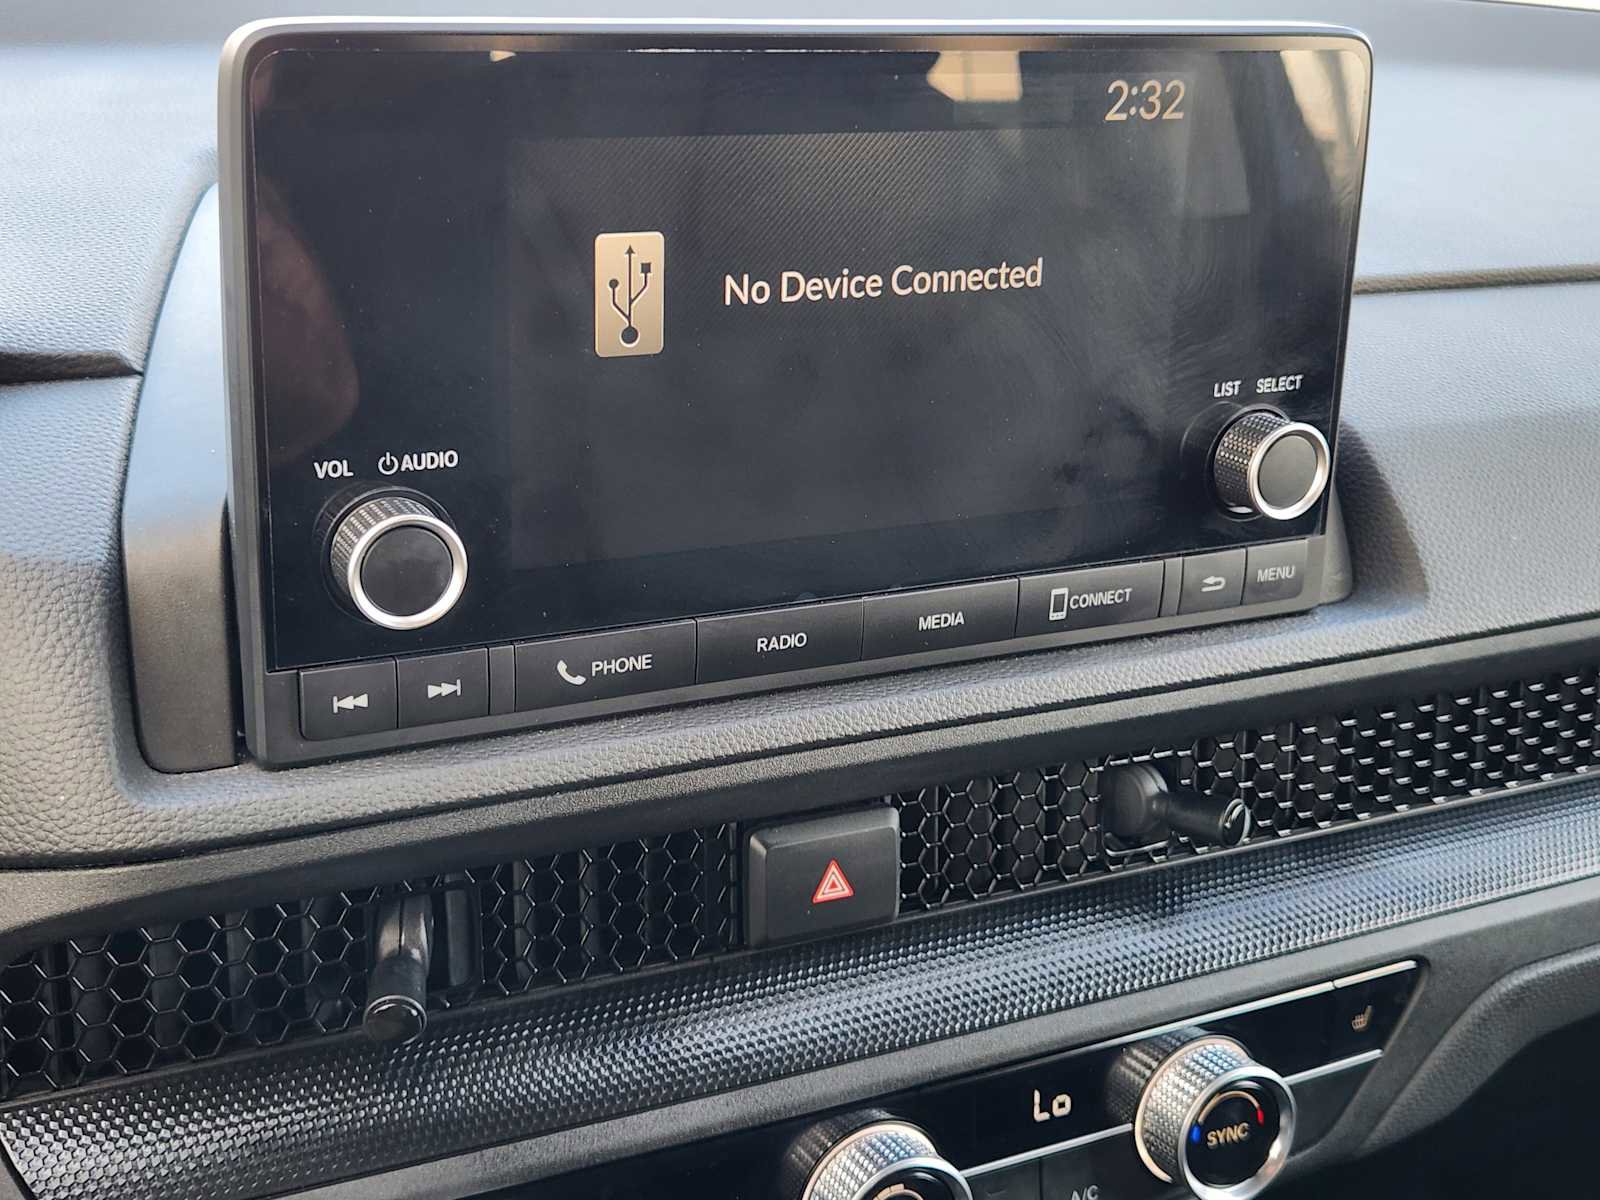 2:32
No Device Connected
LIST SELECT
VOL AUDIO
PHONE RADIO MEDIA CONNECT MENU
Lo
SYNC
A/C